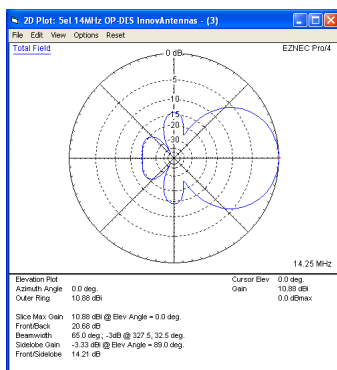 2D Plot: 5el 14MHz OP-DES InnovAntennas - (3)
File Edit View Options Reset
Total Field
EZNEC Pro/4
0 dB
-5
-10
-15
-20
-30
14.25 MHz
Elevation Plot
Cursor Elev 0.0 deg.
Azimuth Angle 0.0 deg.
Gain 10.88 dBi
Outer Ring 10.88 dBi
0.0 dBmax
Slice Max Gain 10.88 dBi @ Elev Angle = 0.0 deg.
Front/Back 20.68 dB
Beamwidth 65.0 deg.; -3dB @ 327.5, 32.5 deg.
Sidelobe Gain -3.33 dBi @ Elev Angle = 89.0 deg.
Front/Sidelobe 14.21 dB